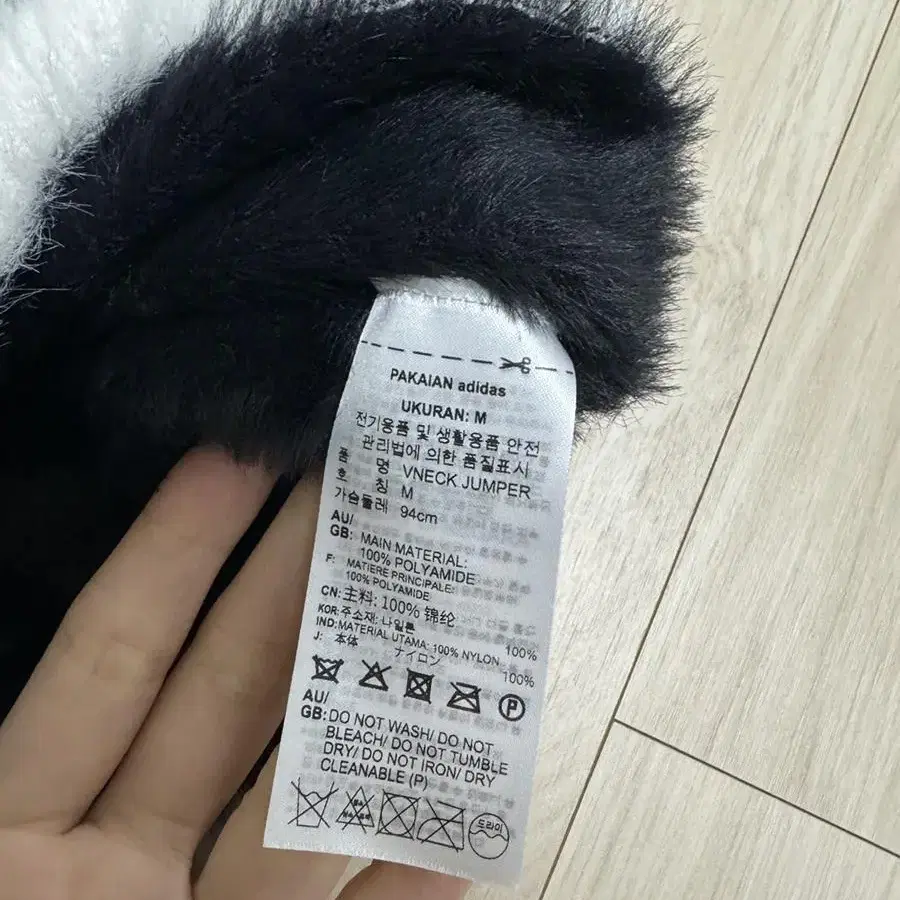 PAKAIAN adidas
UKURAN: M
전기용품 및 생활용품 안전
관리법에 의한 품질표시
품 명 VNECK JUMPER
호 칭 M
가슴둘레 94cm
AU/
GB: MAIN MATERIAL:
100% POLYAMIDE
F: MATIERE PRINCIPALE:
100% POLYAMIDE
CN: 主料: 100% 锦纶
KOR: 주소재: 나일론 100%
IND: MATERIAL UTAMA: 100% NYLON
J: 本体 ナイロン 100%
P
AU/
GB: DO NOT WASH/ DO NOT
BLEACH/ DO NOT TUMBLE
DRY/ DO NOT IRON/ DRY
CLEANABLE (P)
드라이